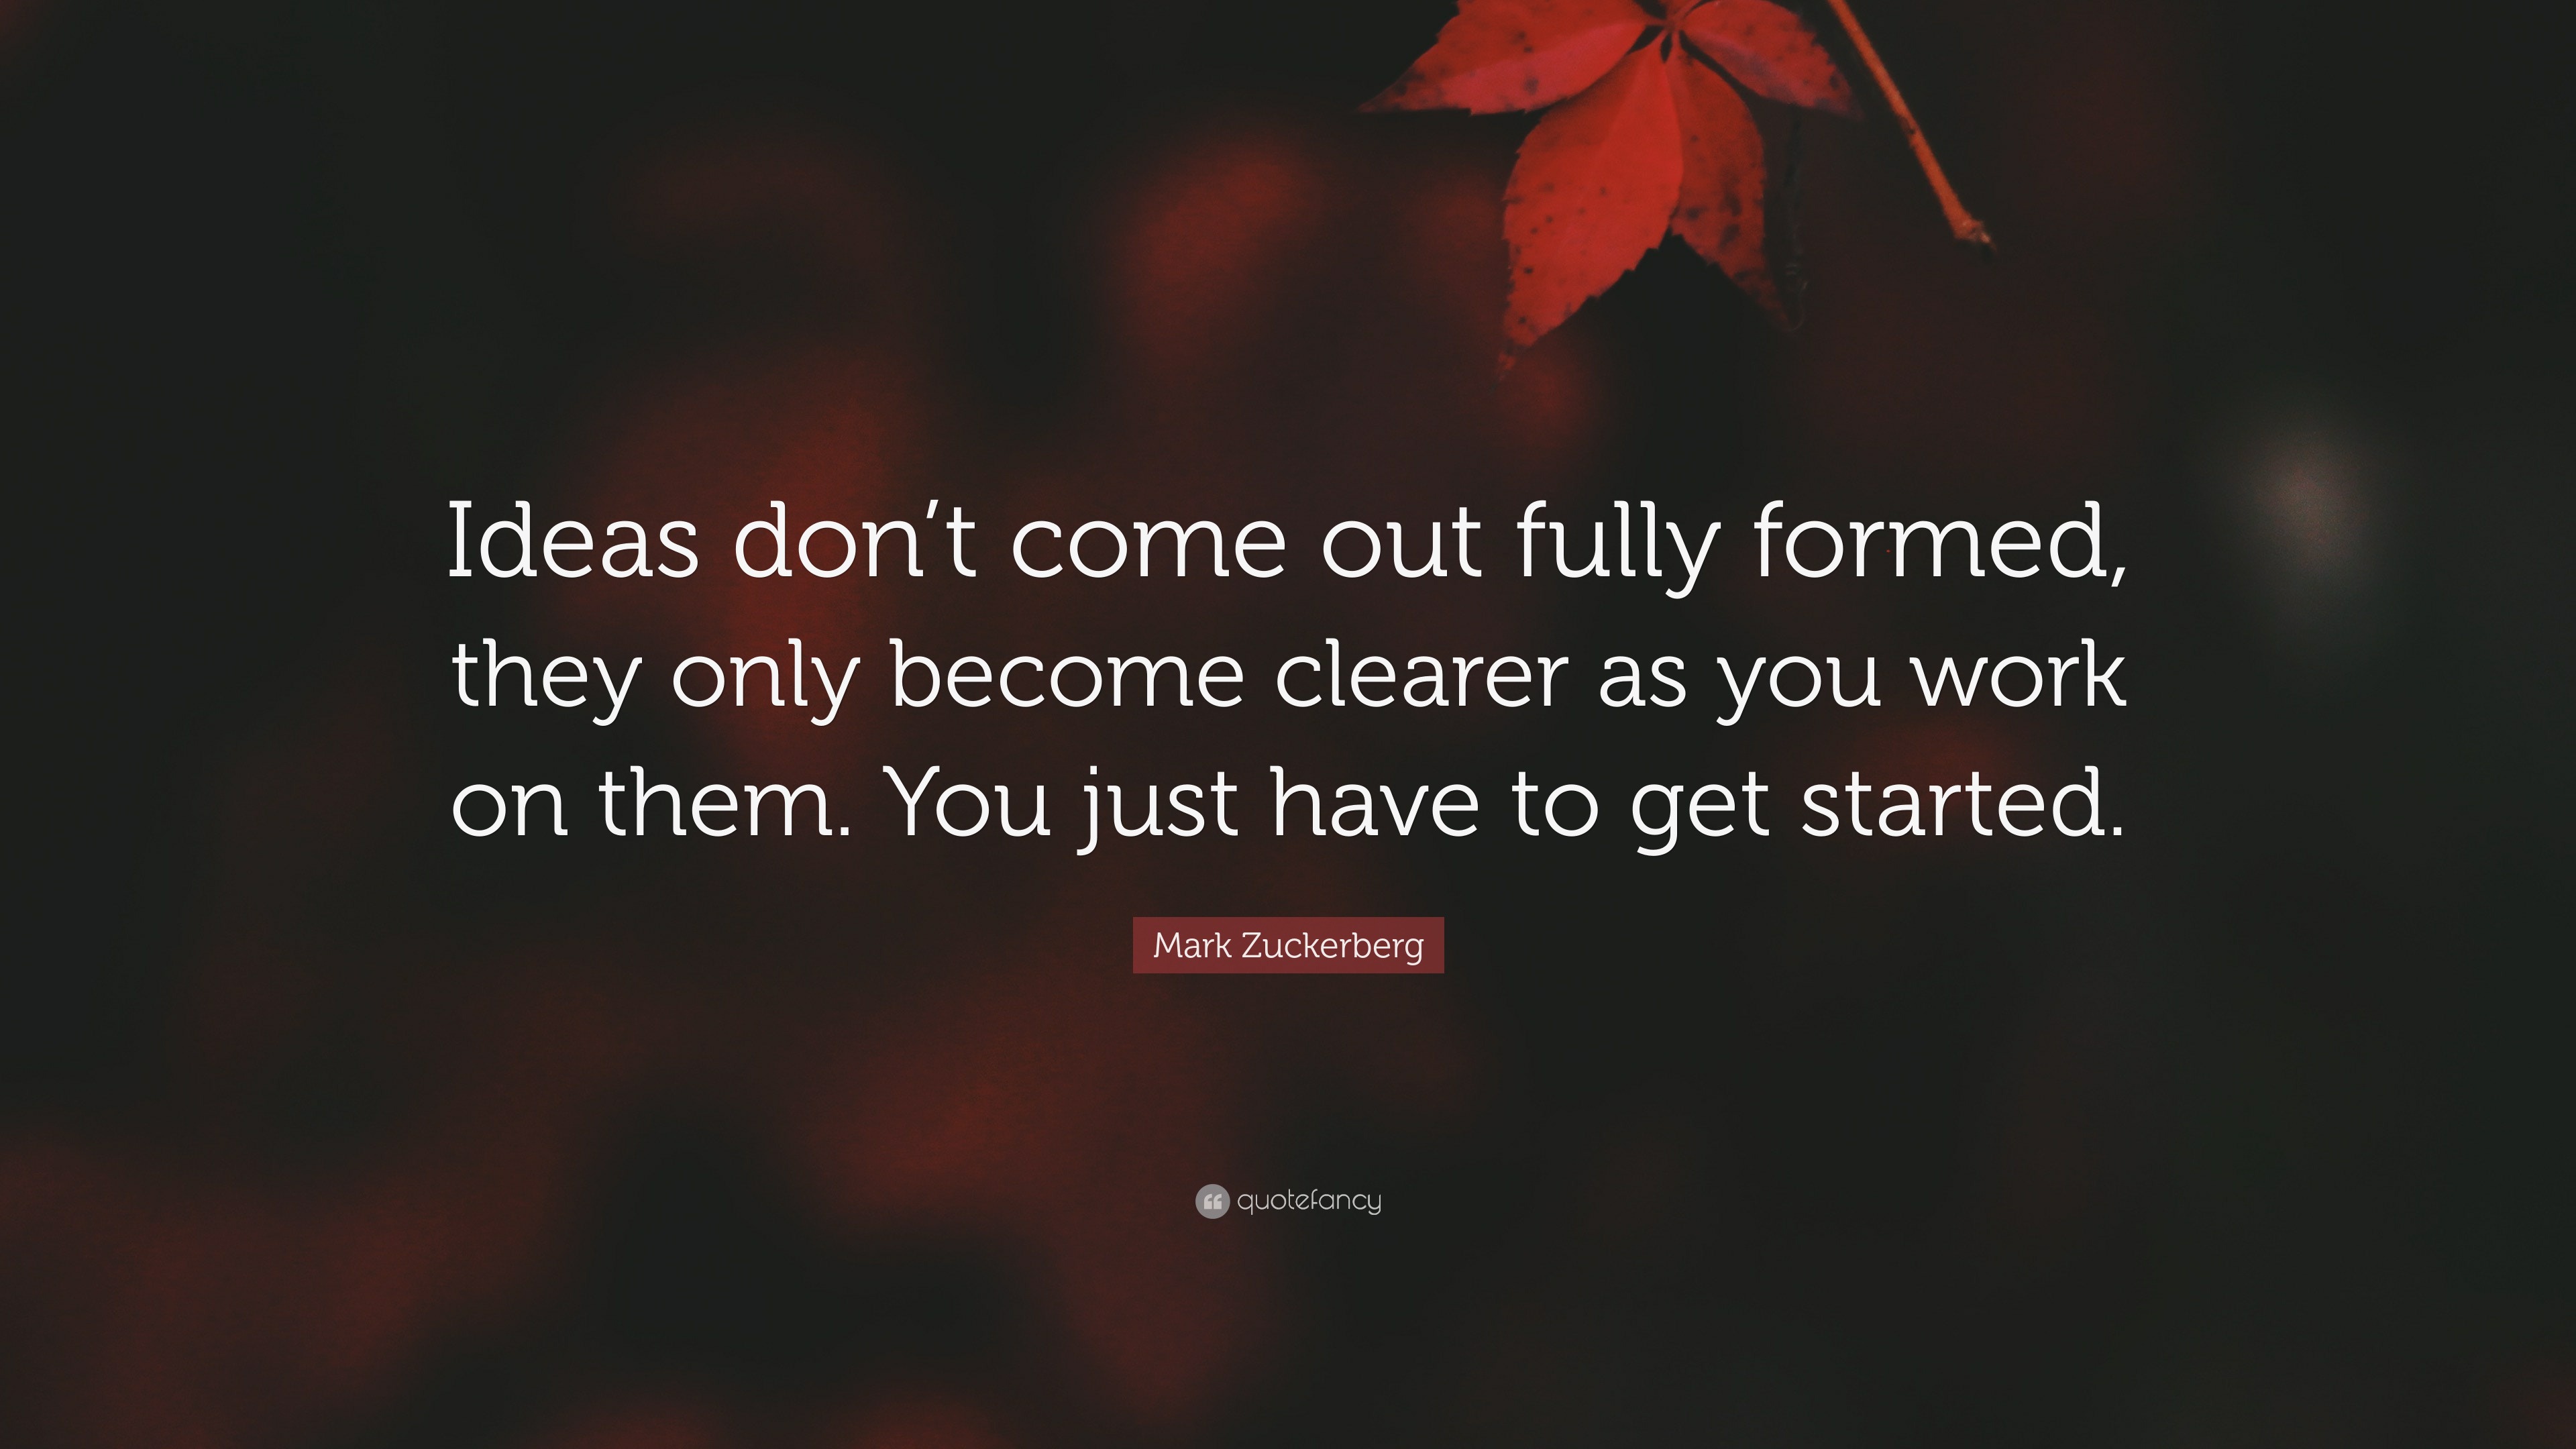 Ideas don’t come out fully formed,
they only become clearer as you work
on them. You just have to get started.
Mark Zuckerberg
quotefancy